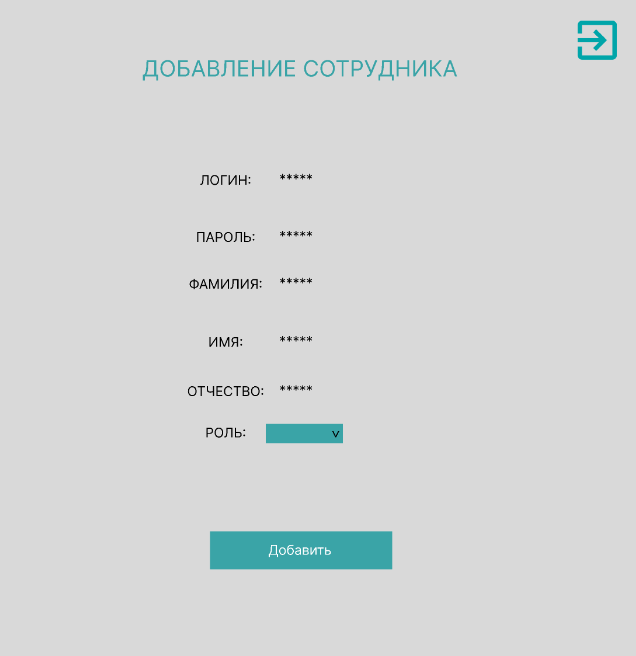 ДОБАВЛЕНИЕ СОТРУДНИКА
ЛОГИН: *****
ПАРОЛЬ: *****
ФАМИЛИЯ: *****
ИМЯ: *****
ОТЧЕСТВО: *****
РОЛЬ: v
Добавить